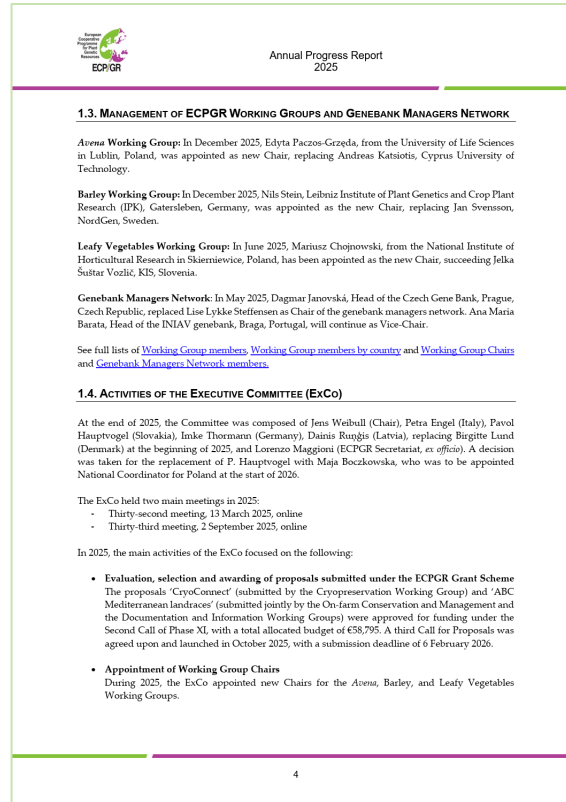 European
Cooperative
Programme
for Plant
Genetic
Resources
ECP/GR
Annual Progress Report
2025
1.3. MANAGEMENT OF ECPGR WORKING GROUPS AND GENEBANK MANAGERS NETWORK
Avena Working Group: In December 2025, Edyta Paczos-Grzęda, from the University of Life Sciences
in Lublin, Poland, was appointed as new Chair, replacing Andreas Katsiotis, Cyprus University of
Technology.
Barley Working Group: In December 2025, Nils Stein, Leibniz Institute of Plant Genetics and Crop Plant
Research (IPK), Gatersleben, Germany, was appointed as the new Chair, replacing Jan Svensson,
NordGen, Sweden.
Leafy Vegetables Working Group: In June 2025, Mariusz Chojnowski, from the National Institute of
Horticultural Research in Skierniewice, Poland, has been appointed as the new Chair, succeeding Jelka
Šuštar Vozlič, KIS, Slovenia.
Genebank Managers Network: In May 2025, Dagmar Janovská, Head of the Czech Gene Bank, Prague,
Czech Republic, replaced Lise Lykke Steffensen as Chair of the genebank managers network. Ana Maria
Barata, Head of the INIAV genebank, Braga, Portugal, will continue as Vice-Chair.
See full lists of Working Group members, Working Group members by country and Working Group Chairs
and Genebank Managers Network members.
1.4. ACTIVITIES OF THE EXECUTIVE COMMITTEE (EXCO)
At the end of 2025, the Committee was composed of Jens Weibull (Chair), Petra Engel (Italy), Pavol
Hauptvogel (Slovakia), Imke Thormann (Germany), Dainis Ruņģis (Latvia), replacing Birgitte Lund
(Denmark) at the beginning of 2025, and Lorenzo Maggioni (ECPGR Secretariat, ex officio). A decision
was taken for the replacement of P. Hauptvogel with Maja Boczkowska, who was to be appointed
National Coordinator for Poland at the start of 2026.
The ExCo held two main meetings in 2025:
- Thirty-second meeting, 13 March 2025, online
- Thirty-third meeting, 2 September 2025, online
In 2025, the main activities of the ExCo focused on the following:
• Evaluation, selection and awarding of proposals submitted under the ECPGR Grant Scheme
The proposals ‘CryoConnect’ (submitted by the Cryopreservation Working Group) and ‘ABC
Mediterranean landraces’ (submitted jointly by the On-farm Conservation and Management and
the Documentation and Information Working Groups) were approved for funding under the
Second Call of Phase XI, with a total allocated budget of €58,795. A third Call for Proposals was
agreed upon and launched in October 2025, with a submission deadline of 6 February 2026.
• Appointment of Working Group Chairs
During 2025, the ExCo appointed new Chairs for the Avena, Barley, and Leafy Vegetables
Working Groups.
4